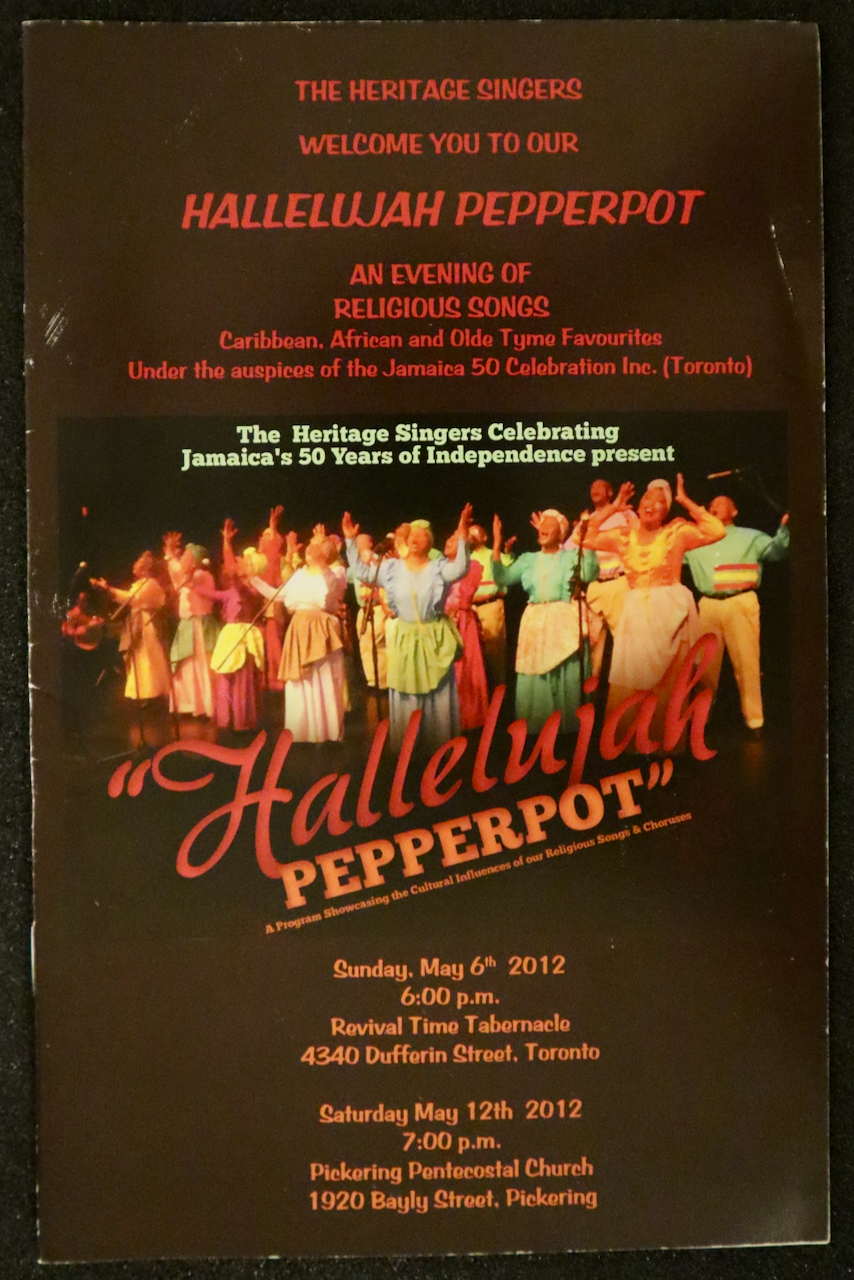 THE HERITAGE SINGERS
WELCOME YOU TO OUR
HALLELUJAH PEPPERPOT
AN EVENING OF
RELIGIOUS SONGS
Caribbean, African and Olde Tyme Favourites
Under the auspices of the Jamaica 50 Celebration Inc. (Toronto)
The Heritage Singers Celebrating
Jamaica's 50 Years of Independence present
"Hallelujah
PEPPERPOT"
A Program Showcasing the Cultural Influences of our Religious Songs & Choruses
Sunday, May 6th 2012
6:00 p.m.
Revival Time Tabernacle
4340 Dufferin Street, Toronto
Saturday May 12th 2012
7:00 p.m.
Pickering Pentecostal Church
1920 Bayly Street, Pickering